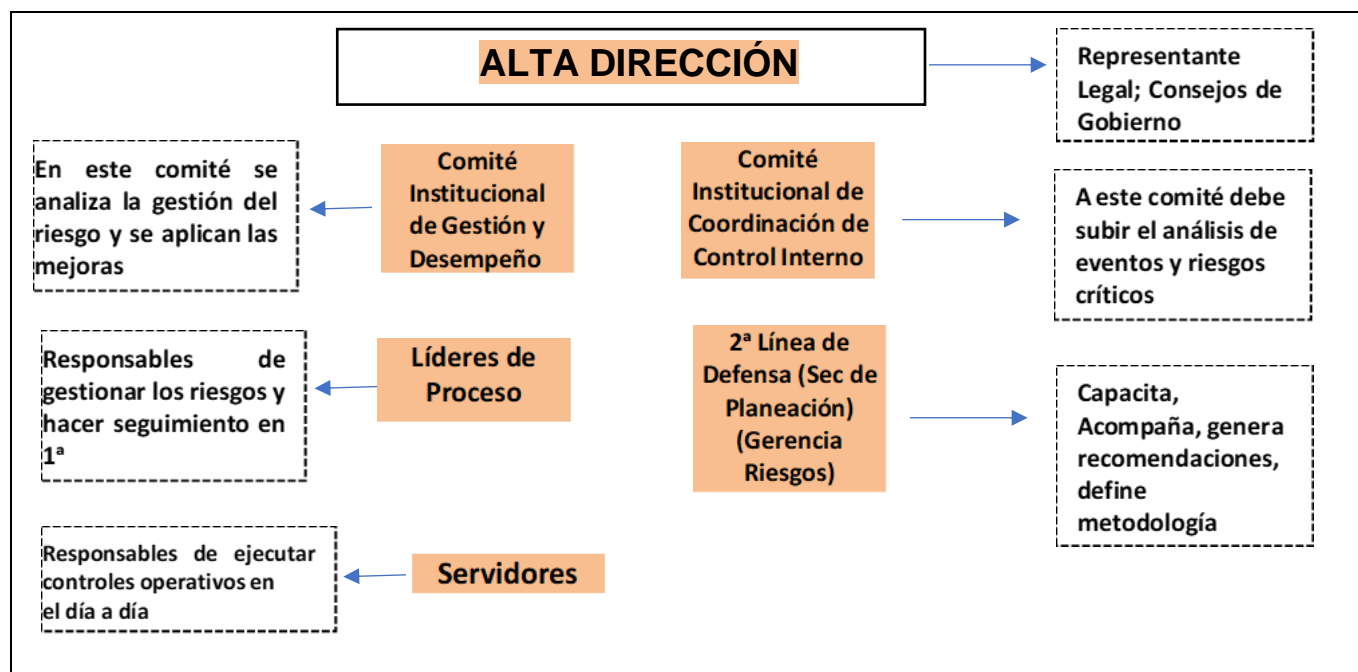 ALTA DIRECCIÓN
Representante
Legal; Consejos de
Gobierno
En este comité se
analiza la gestión del
riesgo y se aplican las
mejoras
Comité
Institucional
de Gestión y
Desempeño
Comité
Institucional de
Coordinación de
Control Interno
A este comité debe
subir el análisis de
eventos y riesgos
críticos
Responsables de
gestionar los riesgos y
hacer seguimiento en
1ª
Líderes de
Proceso
2ª Línea de
Defensa (Sec de
Planeación)
(Gerencia
Riesgos)
Capacita,
Acompaña, genera
recomendaciones,
define
metodología
Responsables de ejecutar
controles operativos en
el día a día
Servidores